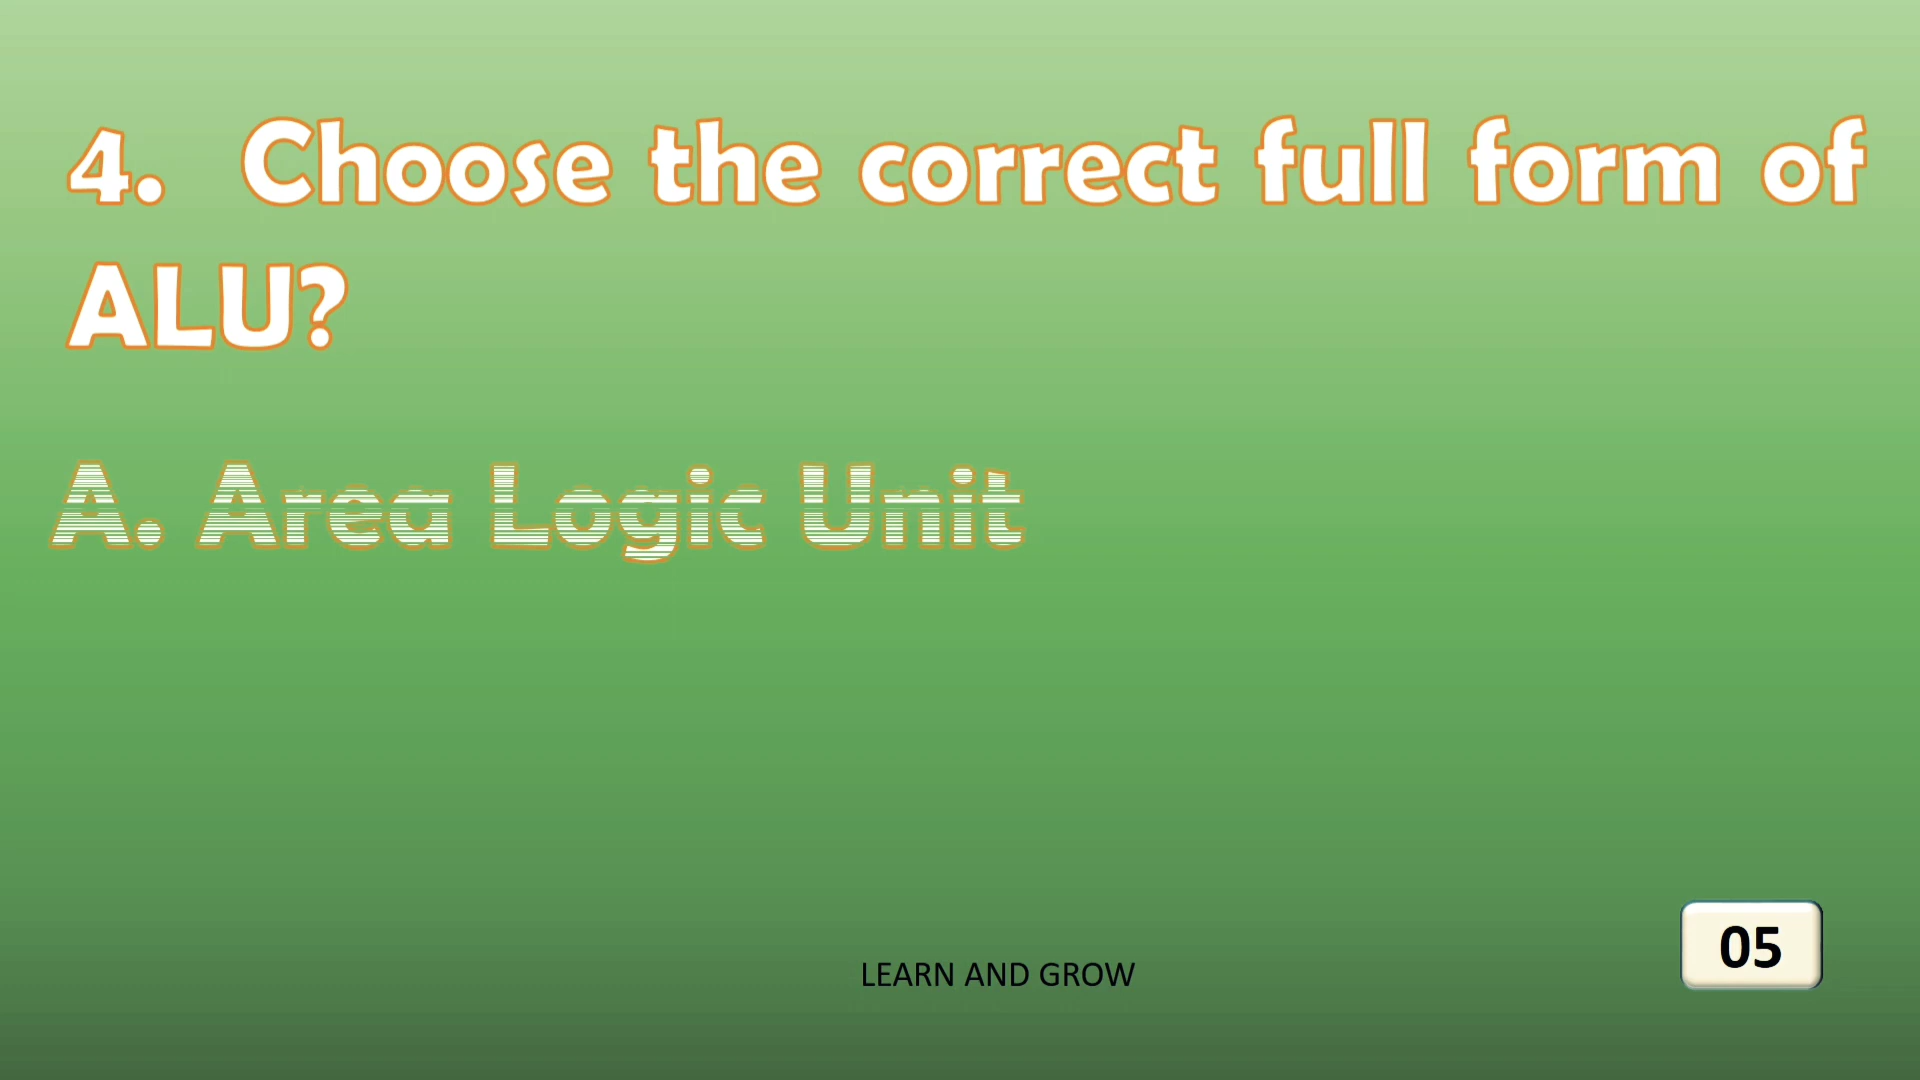 4. Choose the correct full form of
ALU?
A. Area Logic Unit
05
LEARN AND GROW